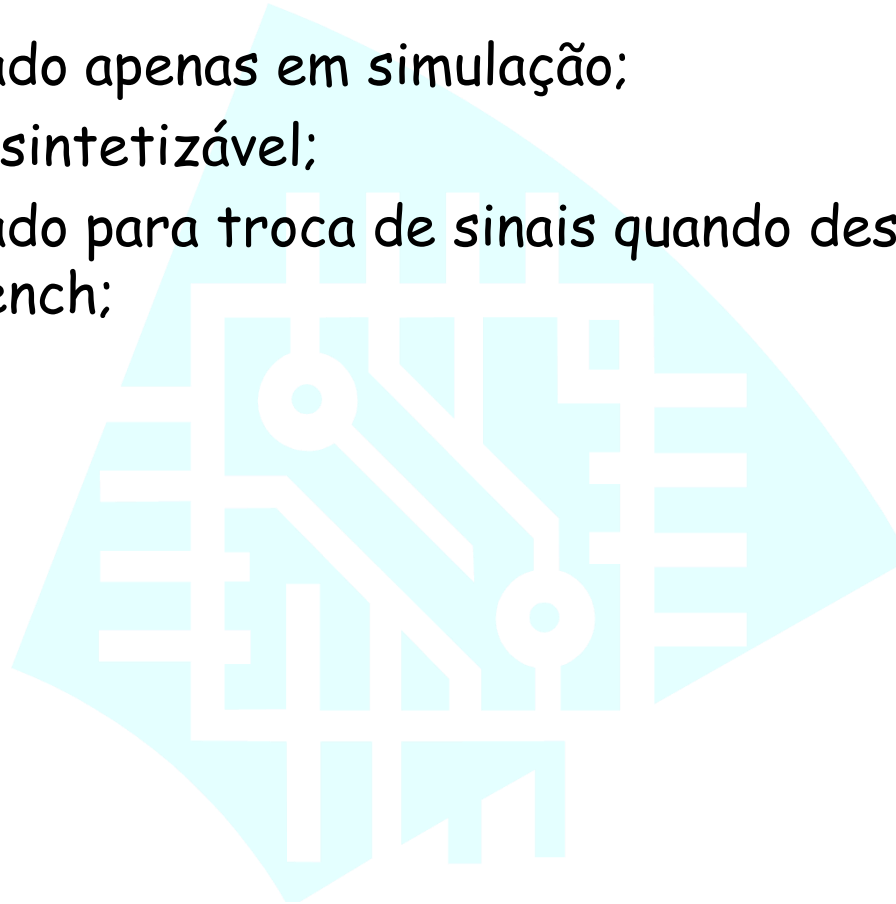 ado apenas em simulação;
sintetizável;
ado para troca de sinais quando des
ench;